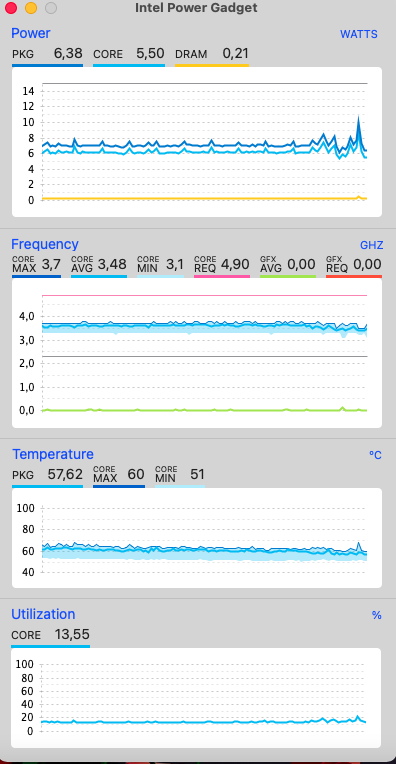 Intel Power Gadget
Power WATTS
PKG 6,38 CORE 5,50 DRAM 0,21
14
12
10
8
6
4
2
0
Frequency GHZ
CORE MAX 3,7 CORE AVG 3,48 CORE MIN 3,1 CORE REQ 4,90 GFX AVG 0,00 GFX REQ 0,00
4,0
3,0
2,0
1,0
0,0
Temperature °C
PKG 57,62 CORE MAX 60 CORE MIN 51
100
80
60
40
Utilization %
CORE 13,55
100
80
60
40
20
0